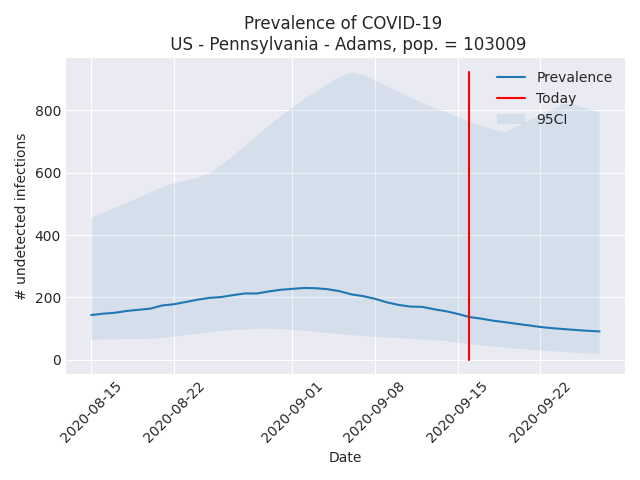 Prevalence of COVID-19
US - Pennsylvania - Adams, pop. = 103009
Prevalence
Today
95CI
# undetected infections
800
600
400
200
0
2020-08-15
2020-08-22
2020-09-01
2020-09-08
2020-09-15
2020-09-22
Date